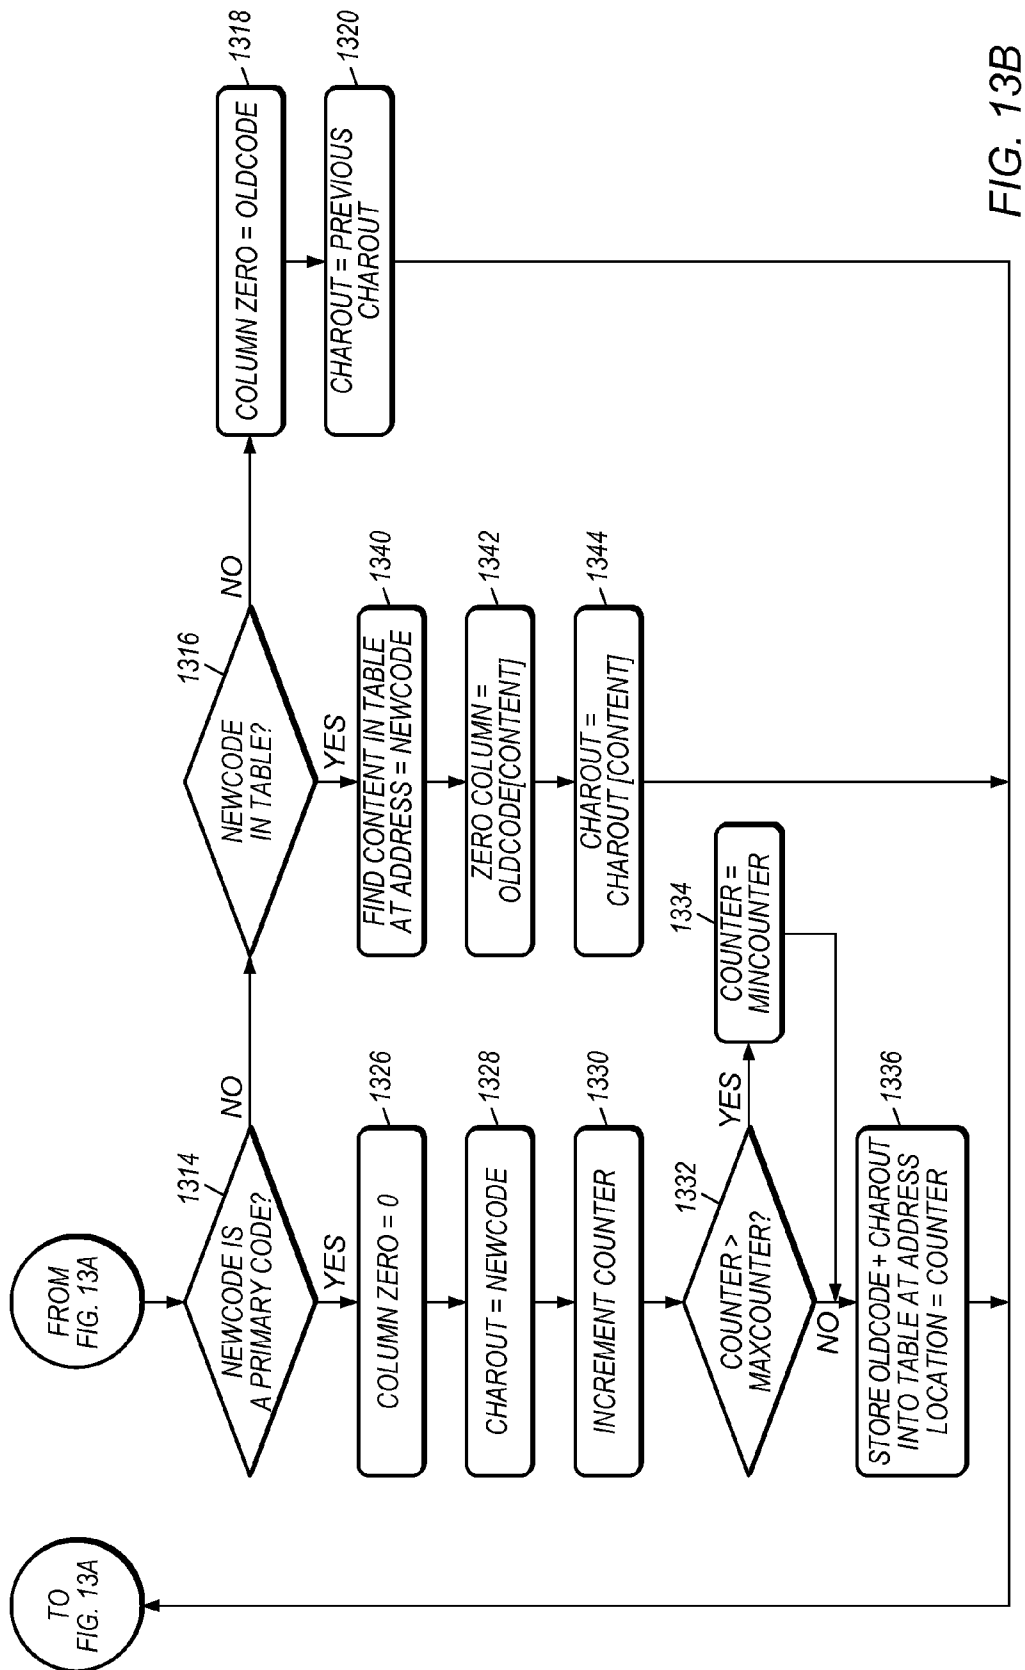 TO
FIG. 13A
FROM
FIG. 13A
1314
NEWCODE IS
A PRIMARY CODE?
NO
YES
1316
NEWCODE
IN TABLE?
NO
YES
1318
COLUMN ZERO = OLDCODE
1320
CHAROUT = PREVIOUS
CHAROUT
1326
COLUMN ZERO = 0
1328
CHAROUT = NEWCODE
1330
INCREMENT COUNTER
1332
COUNTER >
MAXCOUNTER?
YES
NO
1334
COUNTER =
MINCOUNTER
1336
STORE OLDCODE + CHAROUT
INTO TABLE AT ADDRESS
LOCATION = COUNTER
1340
FIND CONTENT IN TABLE
AT ADDRESS = NEWCODE
1342
ZERO COLUMN =
OLDCODE[CONTENT]
1344
CHAROUT =
CHAROUT [CONTENT]
FIG. 13B